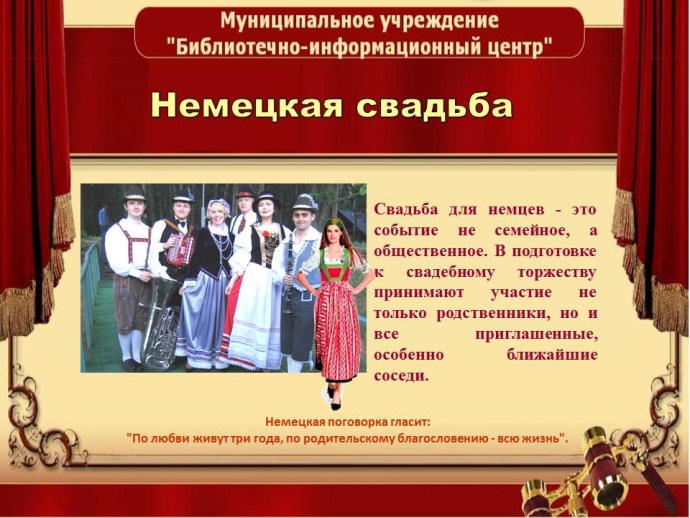 Муниципальное учреждение
"Библиотечно-информационный центр"
Немецкая свадьба
Свадьба для немцев - это
событие не семейное, а
общественное. В подготовке
к свадебному торжеству
принимают участие не
только родственники, но и
все приглашенные,
особенно ближайшие
соседи.
Немецкая поговорка гласит:
"По любви живут три года, по родительскому благословению - всю жизнь".